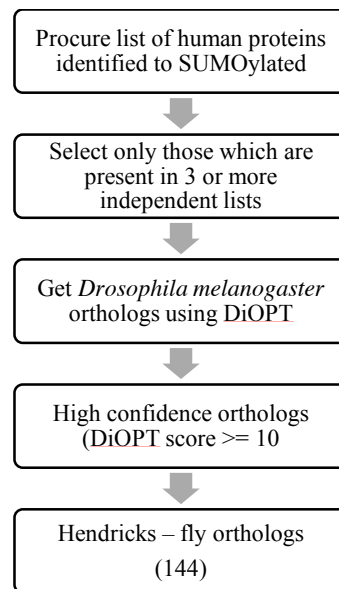 Procure list of human proteins
identified to SUMOylated
Select only those which are
present in 3 or more
independent lists
Get Drosophila melanogaster
orthologs using DiOPT
High confidence orthologs
(DiOPT score >= 10
Hendricks – fly orthologs
(144)